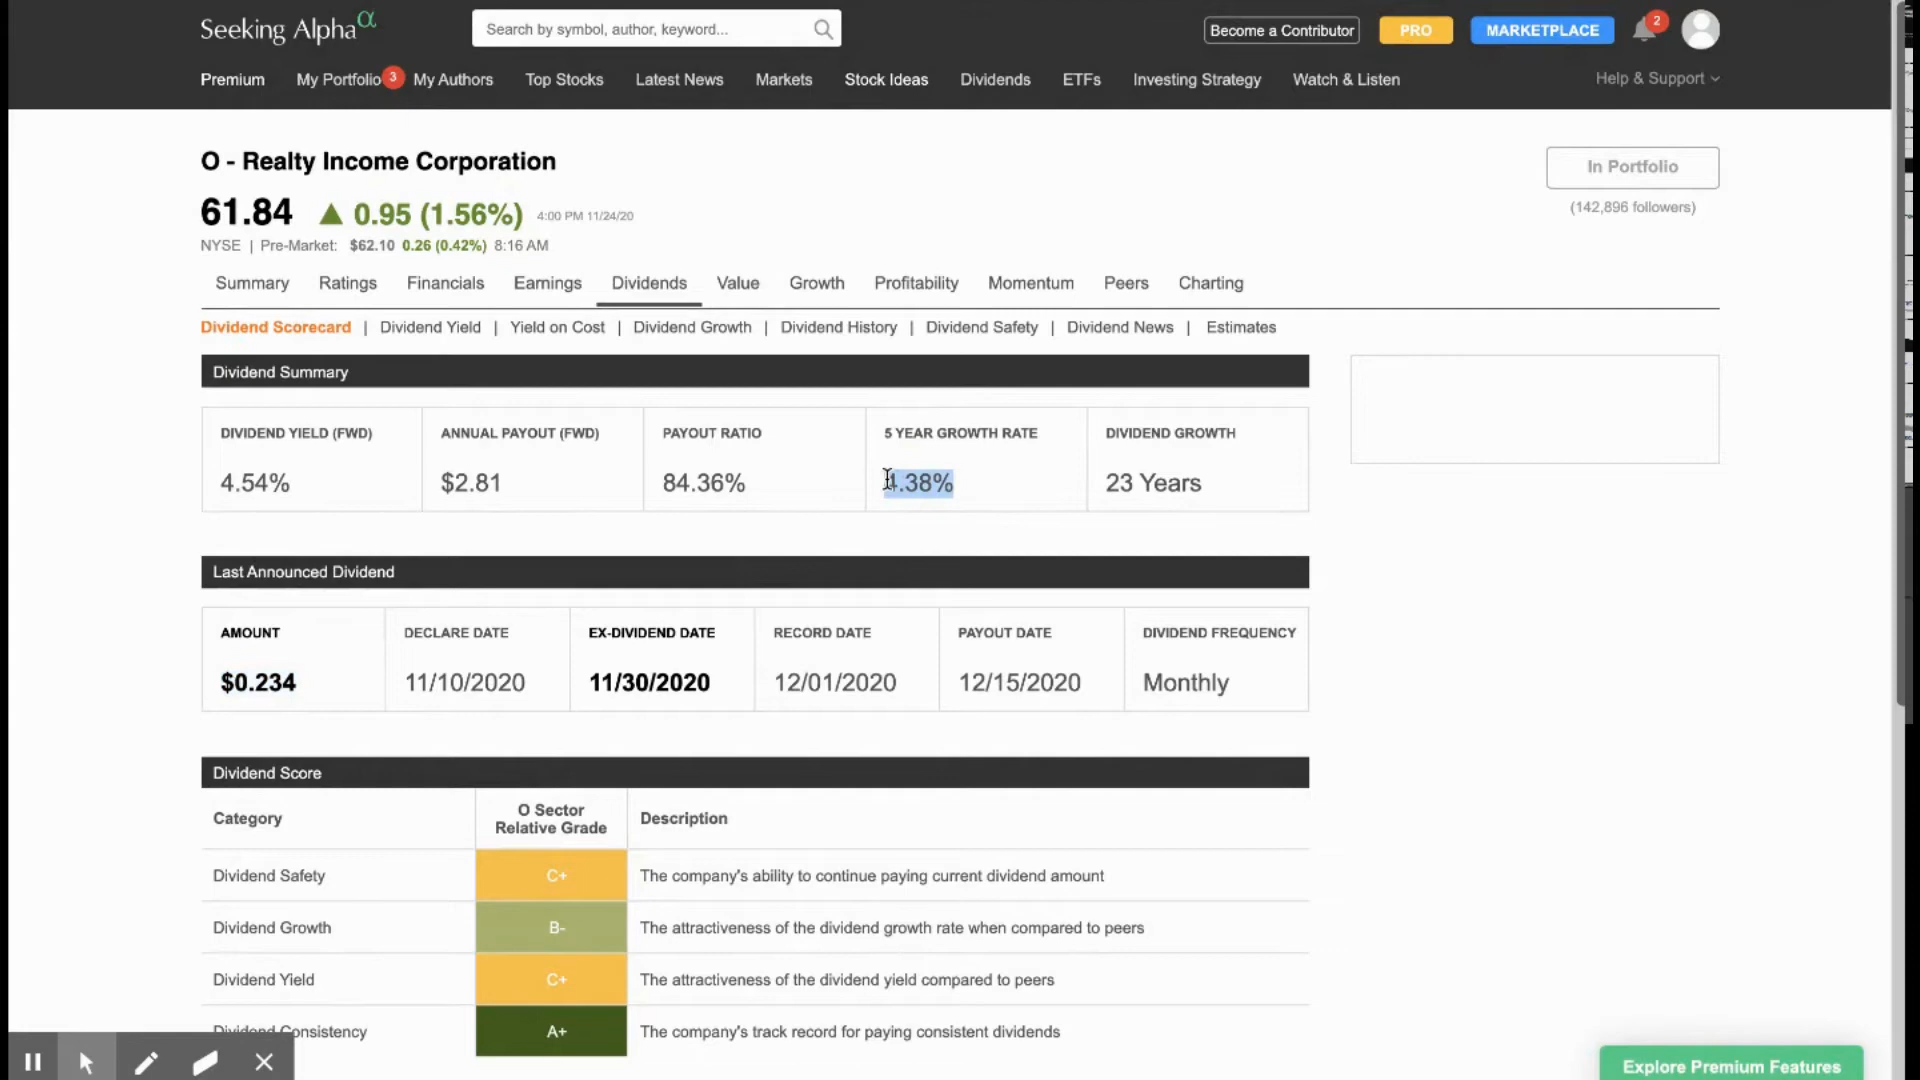 Seeking Alpha α
Search by symbol, author, keyword...
Become a Contributor
PRO
MARKETPLACE
2
Premium My Portfolio 3 My Authors Top Stocks Latest News Markets Stock Ideas Dividends ETFs Investing Strategy Watch & Listen Help & Support
O - Realty Income Corporation
In Portfolio
61.84 ▲ 0.95 (1.56%) 4:00 PM 11/24/20
(142,896 followers)
NYSE | Pre-Market: $62.10 0.26 (0.42%) 8:16 AM
Summary Ratings Financials Earnings Dividends Value Growth Profitability Momentum Peers Charting
Dividend Scorecard | Dividend Yield | Yield on Cost | Dividend Growth | Dividend History | Dividend Safety | Dividend News | Estimates
Dividend Summary
DIVIDEND YIELD (FWD) ANNUAL PAYOUT (FWD) PAYOUT RATIO 5 YEAR GROWTH RATE DIVIDEND GROWTH
4.54% $2.81 84.36% 4.38% 23 Years
Last Announced Dividend
AMOUNT DECLARE DATE EX-DIVIDEND DATE RECORD DATE PAYOUT DATE DIVIDEND FREQUENCY
$0.234 11/10/2020 11/30/2020 12/01/2020 12/15/2020 Monthly
Dividend Score
Category O Sector Relative Grade Description
Dividend Safety C+ The company's ability to continue paying current dividend amount
Dividend Growth B- The attractiveness of the dividend growth rate when compared to peers
Dividend Yield C+ The attractiveness of the dividend yield compared to peers
Dividend Consistency A+ The company's track record for paying consistent dividends
Explore Premium Features